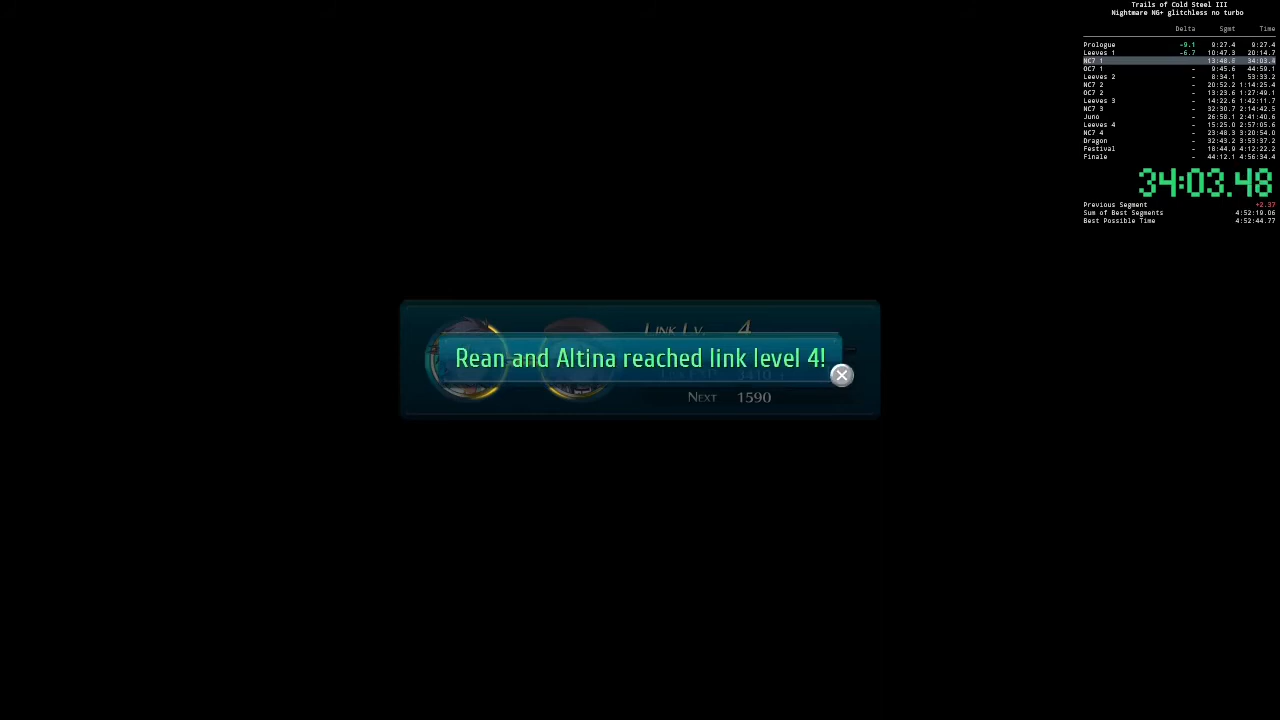 Trails of Cold Steel III
Nightmare NG+ glitchless no turbo
Delta Sgmt Time
Prologue -9.1 9:27.4 9:27.4
Leeves 1 -6.7 10:47.3 20:14.7
NC7 1 13:48.8 34:03.4
OC7 1 - 9:45.6 44:59.1
Leeves 2 - 8:34.1 53:33.2
NC7 2 - 20:52.2 1:14:25.4
OC7 2 - 13:23.6 1:27:49.1
Leeves 3 - 14:22.6 1:42:11.7
NC7 3 - 32:30.7 2:14:42.5
Juno - 26:58.1 2:41:40.6
Leeves 4 - 15:25.0 2:57:05.6
NC7 4 - 23:48.3 3:20:54.0
Dragon - 32:43.2 3:53:37.2
Festival - 18:44.9 4:12:22.2
Finale - 44:12.1 4:56:34.4
34:03.48
Previous Segment +2.37
Sum of Best Segments 4:52:19.06
Best Possible Time 4:52:44.77
Link Lv. 4
Rean and Altina reached link level 4!
Next 1590